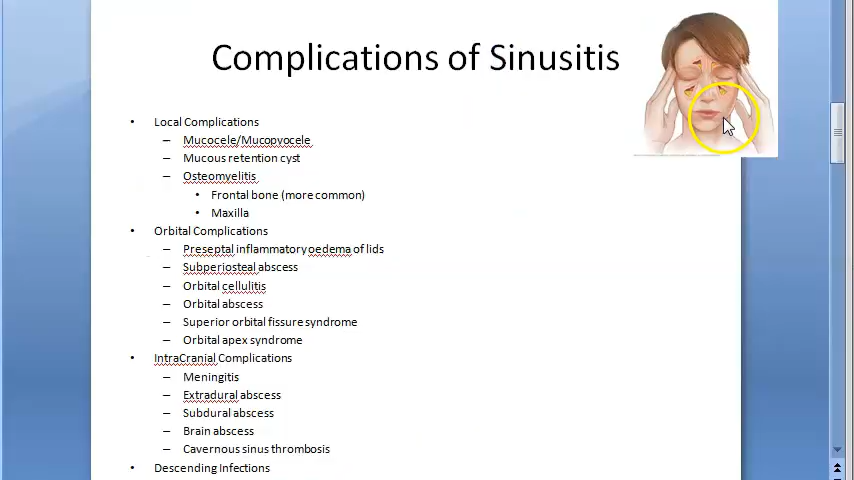 Complications of Sinusitis
• Local Complications
– Mucocele/Mucopyocele
– Mucous retention cyst
– Osteomyelitis
• Frontal bone (more common)
• Maxilla
• Orbital Complications
– Preseptal inflammatory oedema of lids
– Subperiosteal abscess
– Orbital cellulitis
– Orbital abscess
– Superior orbital fissure syndrome
– Orbital apex syndrome
• IntraCranial Complications
– Meningitis
– Extradural abscess
– Subdural abscess
– Brain abscess
– Cavernous sinus thrombosis
• Descending Infections